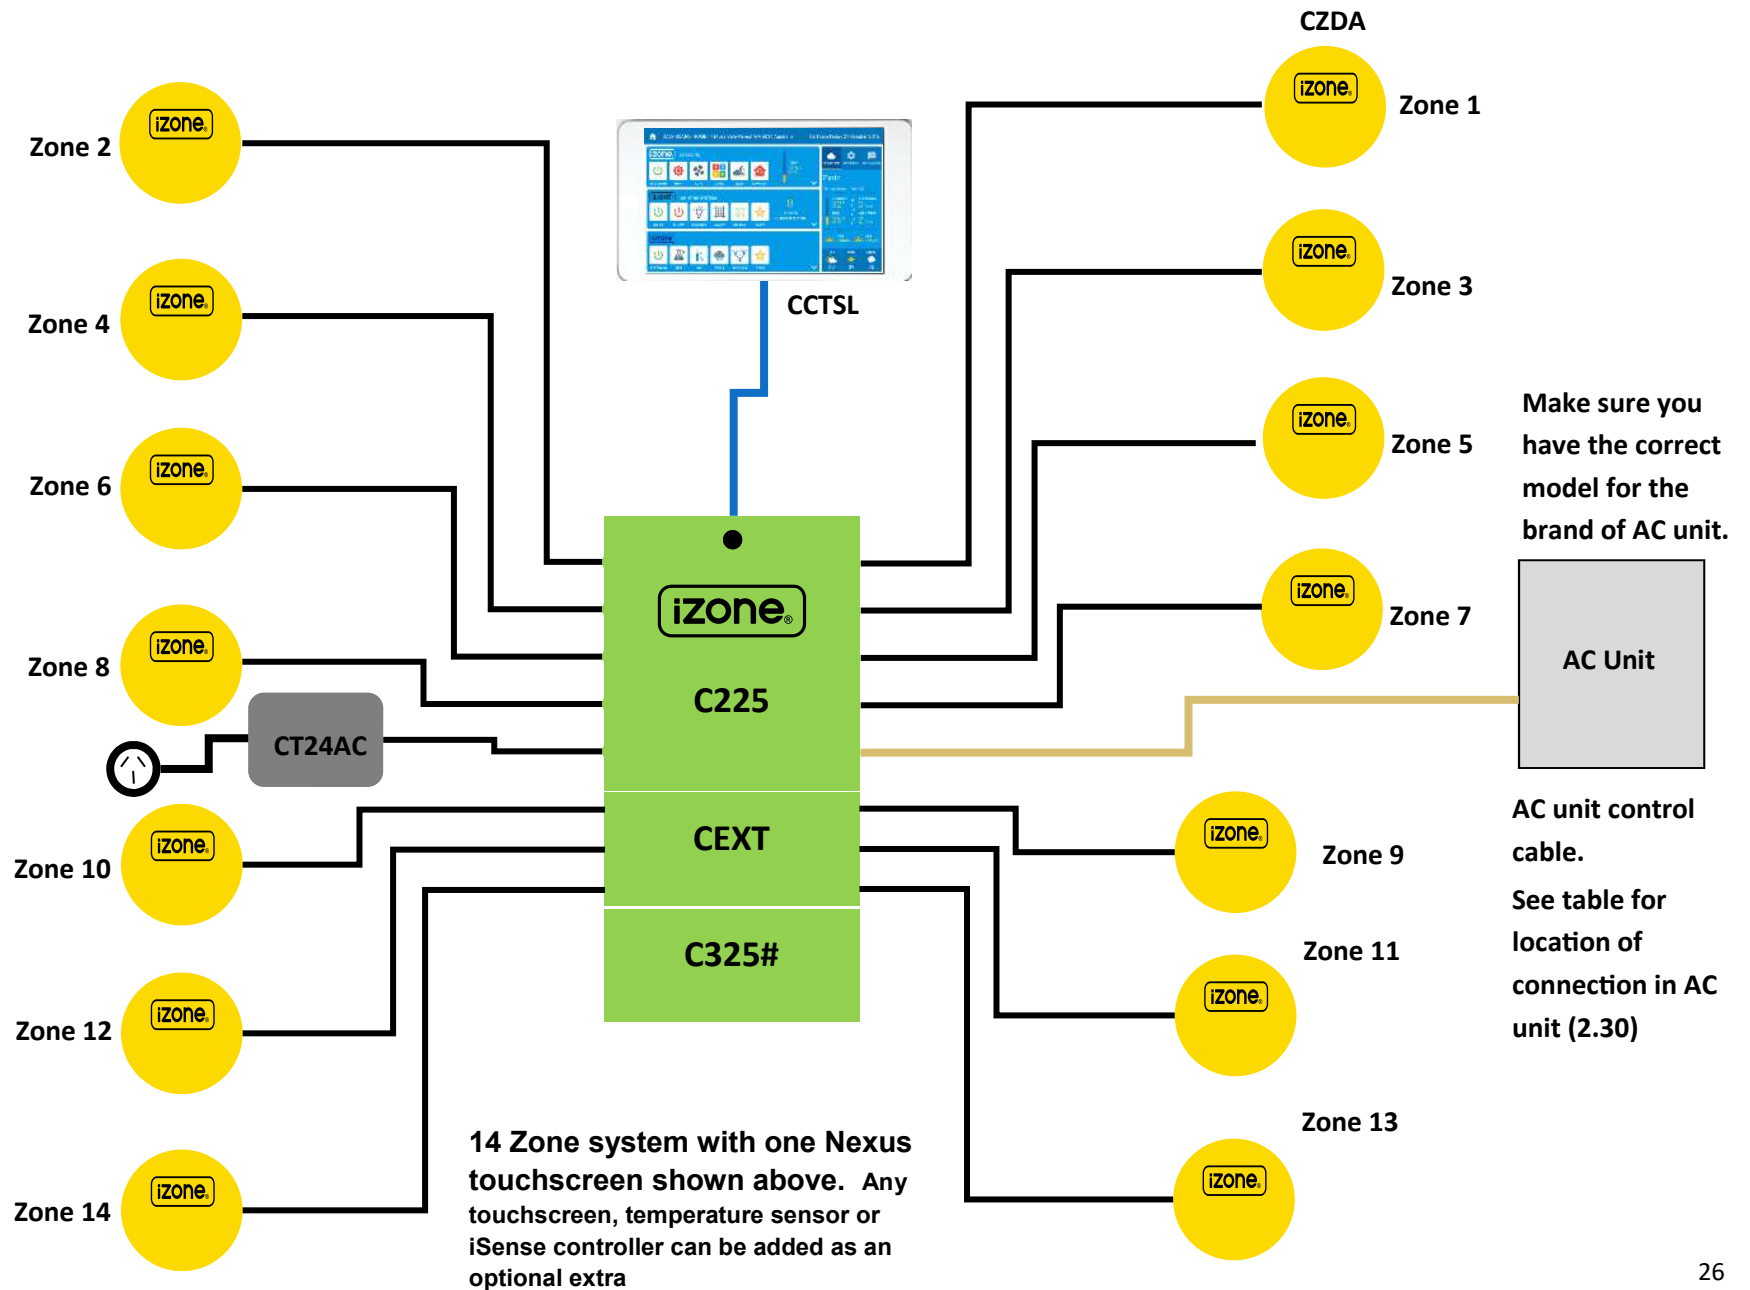 CZDA
izone®
Zone 1
izone®
Zone 2
izone®
Zone 3
CCTSL
izone®
Zone 4
izone®
Zone 5
Make sure you
have the correct
model for the
brand of AC unit.
izone®
Zone 6
izone®
Zone 7
izone®
C225
izone®
Zone 8
AC Unit
CT24AC
izone®
Zone 10
CEXT
izone®
Zone 9
AC unit control
cable.
See table for
location of
connection in AC
unit (2.30)
C325#
Zone 11
izone®
izone®
Zone 12
Zone 13
izone®
izone®
Zone 14
14 Zone system with one Nexus
touchscreen shown above. Any
touchscreen, temperature sensor or
iSense controller can be added as an
optional extra
26